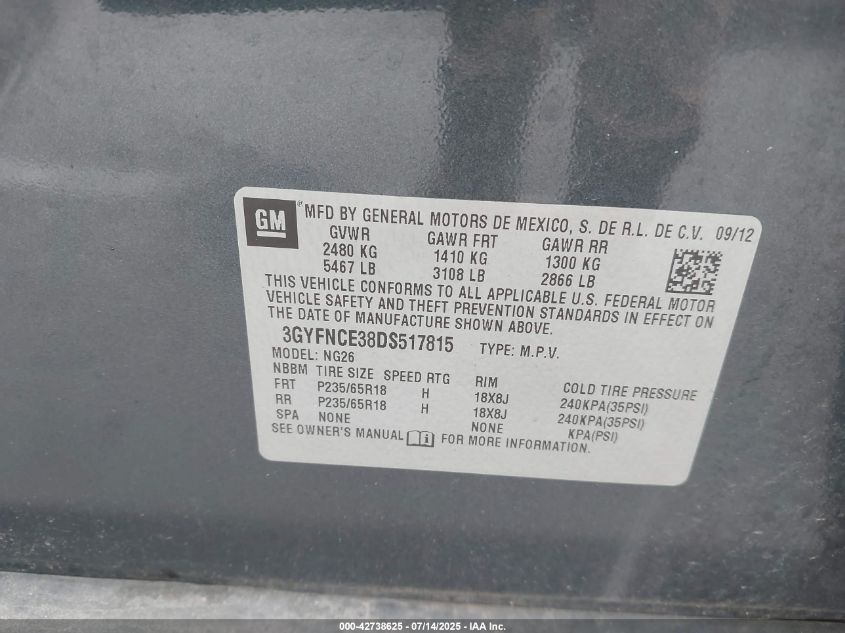 GM ® MFD BY GENERAL MOTORS DE MEXICO, S. DE R.L. DE C.V. 09/12
GVWR GAWR FRT GAWR RR
2480 KG 1410 KG 1300 KG
5467 LB 3108 LB 2866 LB
THIS VEHICLE CONFORMS TO ALL APPLICABLE U.S. FEDERAL MOTOR
VEHICLE SAFETY AND THEFT PREVENTION STANDARDS IN EFFECT ON
THE DATE OF MANUFACTURE SHOWN ABOVE.
3GYFNCE38DS517815 TYPE: M.P.V.
MODEL: NG26
NBBM TIRE SIZE SPEED RTG RIM COLD TIRE PRESSURE
FRT P235/65R18 H 18X8J 240KPA(35PSI)
RR P235/65R18 H 18X8J 240KPA(35PSI)
SPA NONE NONE KPA(PSI)
SEE OWNER'S MANUAL FOR MORE INFORMATION.
000-42738625 - 07/14/2025 - IAA Inc.